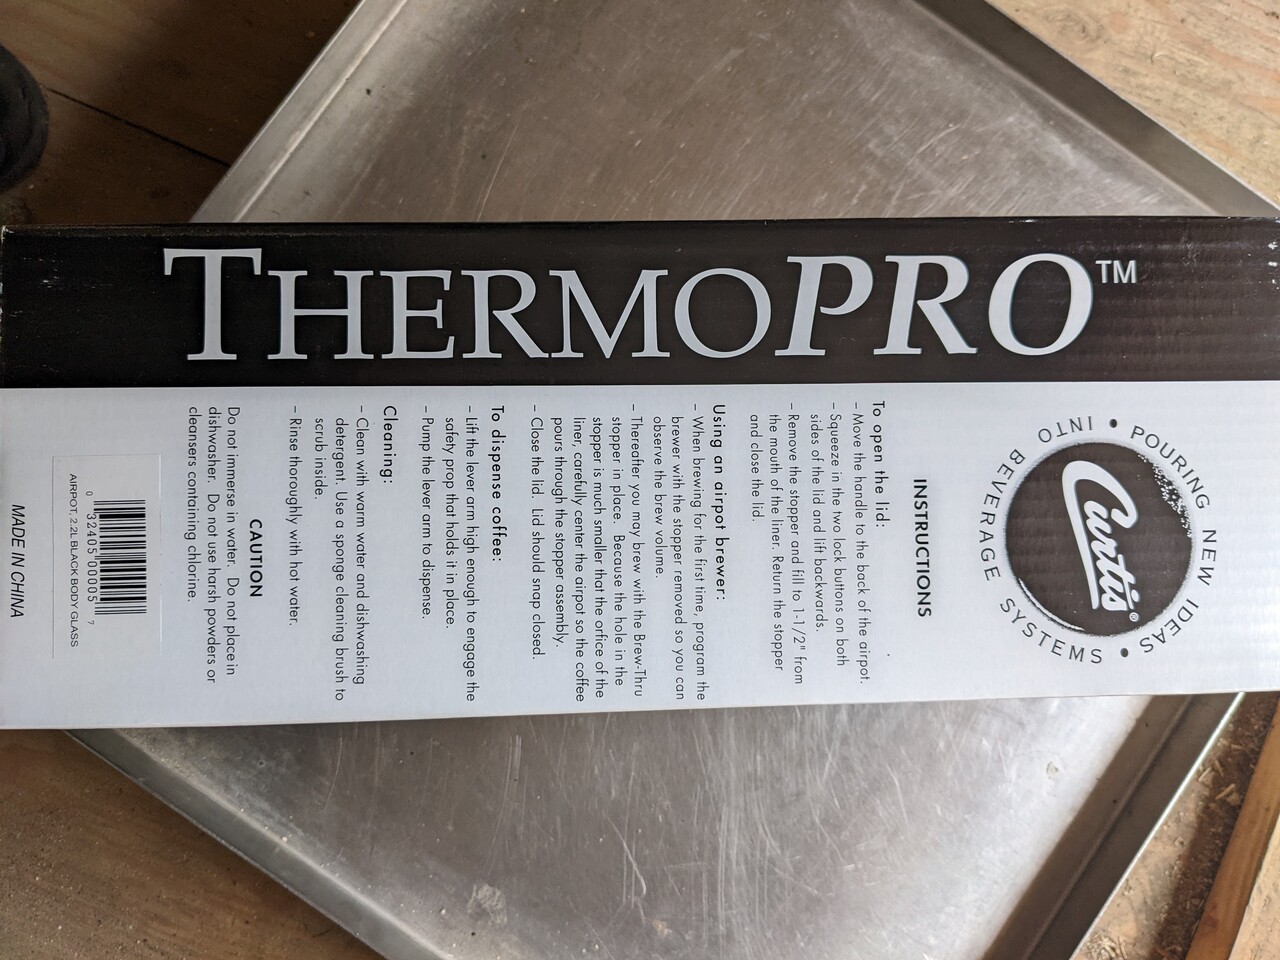 THERMOPRO™
POURING NEW IDEAS • INTO BEVERAGE SYSTEMS •
Curtis®
INSTRUCTIONS
To open the lid:
– Move the handle to the back of the airpot.
– Squeeze in the two lock buttons on both
sides of the lid and lift backwards.
– Remove the stopper and fill to 1-1/2" from
the mouth of the liner. Return the stopper
and close the lid.
Using an airpot brewer:
– When brewing for the first time, program the
brewer with the stopper removed so you can
observe the brew volume.
– Thereafter you may brew with the Brew-Thru
stopper in place. Because the hole in the
stopper is much smaller that the orfice of the
liner, carefully center the airpot so the coffee
pours through the stopper assembly.
– Close the lid. Lid should snap closed.
To dispense coffee:
– Lift the lever arm high enough to engage the
safety prop that holds it in place.
– Pump the lever arm to dispense.
Cleaning:
– Clean with warm water and dishwashing
detergent. Use a sponge cleaning brush to
scrub inside.
– Rinse thoroughly with hot water.
CAUTION
Do not immerse in water. Do not place in
dishwasher. Do not use harsh powders or
cleansers containing chlorine.
0 32405 00005 7
AIRPOT, 2.2L BLACK BODY GLASS
MADE IN CHINA